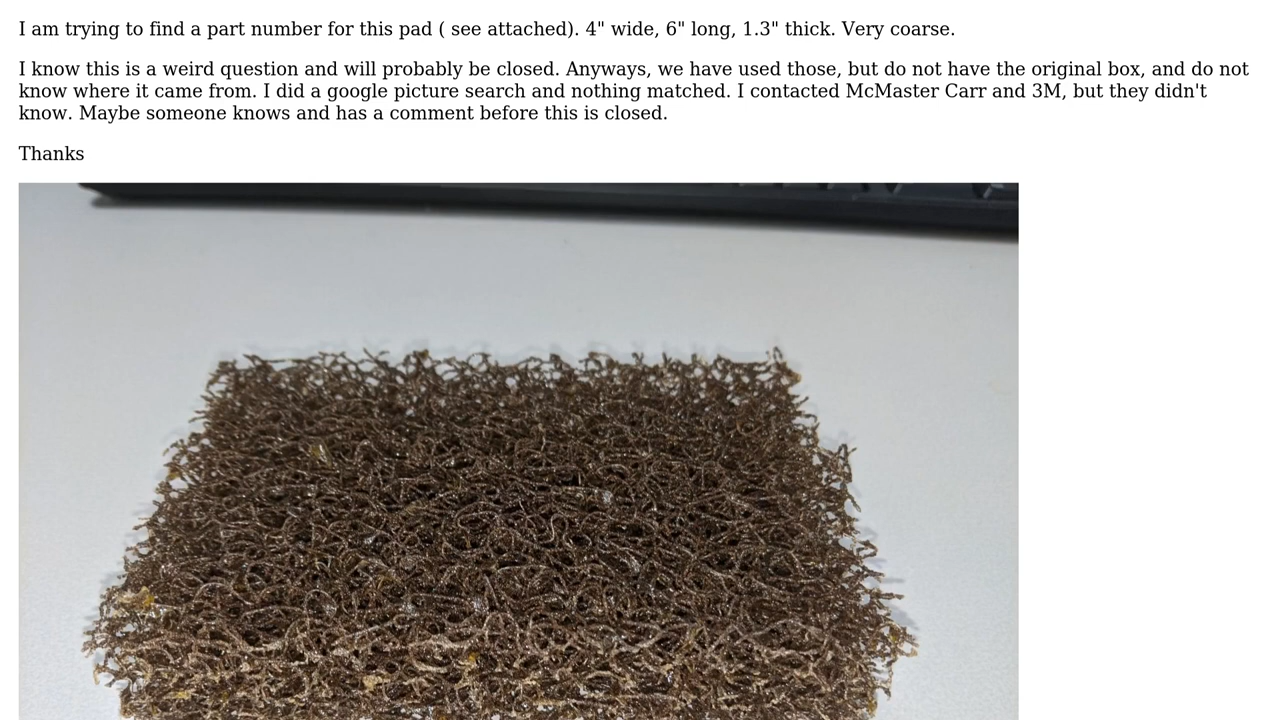 I am trying to find a part number for this pad ( see attached). 4" wide, 6" long, 1.3" thick. Very coarse.
I know this is a weird question and will probably be closed. Anyways, we have used those, but do not have the original box, and do not
know where it came from. I did a google picture search and nothing matched. I contacted McMaster Carr and 3M, but they didn't
know. Maybe someone knows and has a comment before this is closed.
Thanks